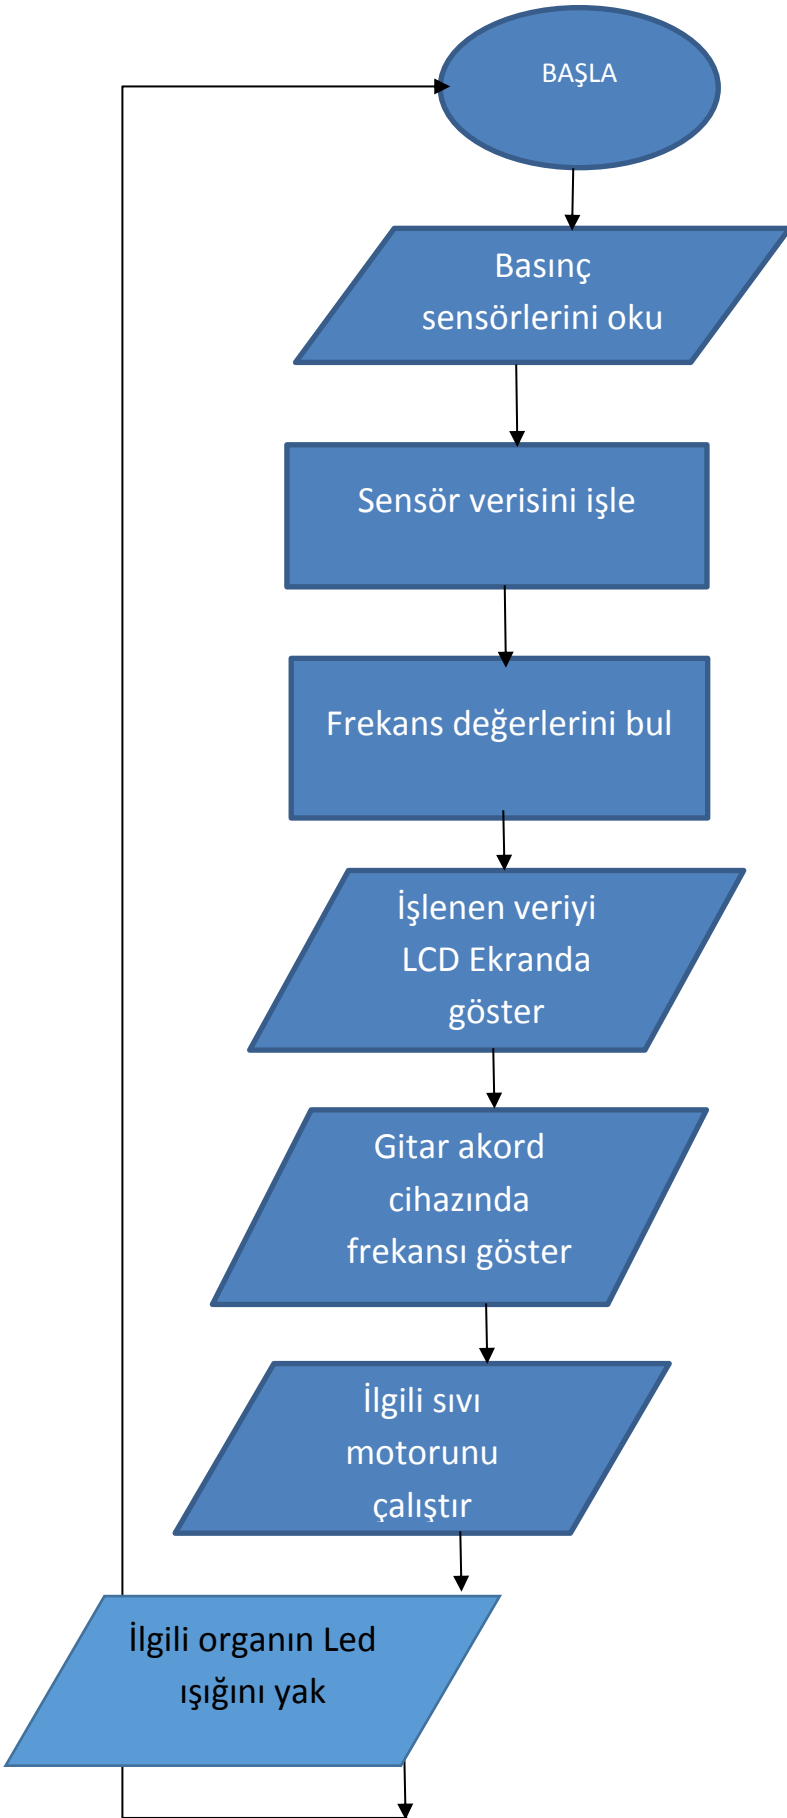 BAŞLA
Basınç
sensörlerini oku
Sensör verisini işle
Frekans değerlerini bul
İşlenen veriyi
LCD Ekranda
göster
Gitar akord
cihazında
frekansı göster
İlgili sıvı
motorunu
çalıştır
İlgili organın Led
ışığını yak